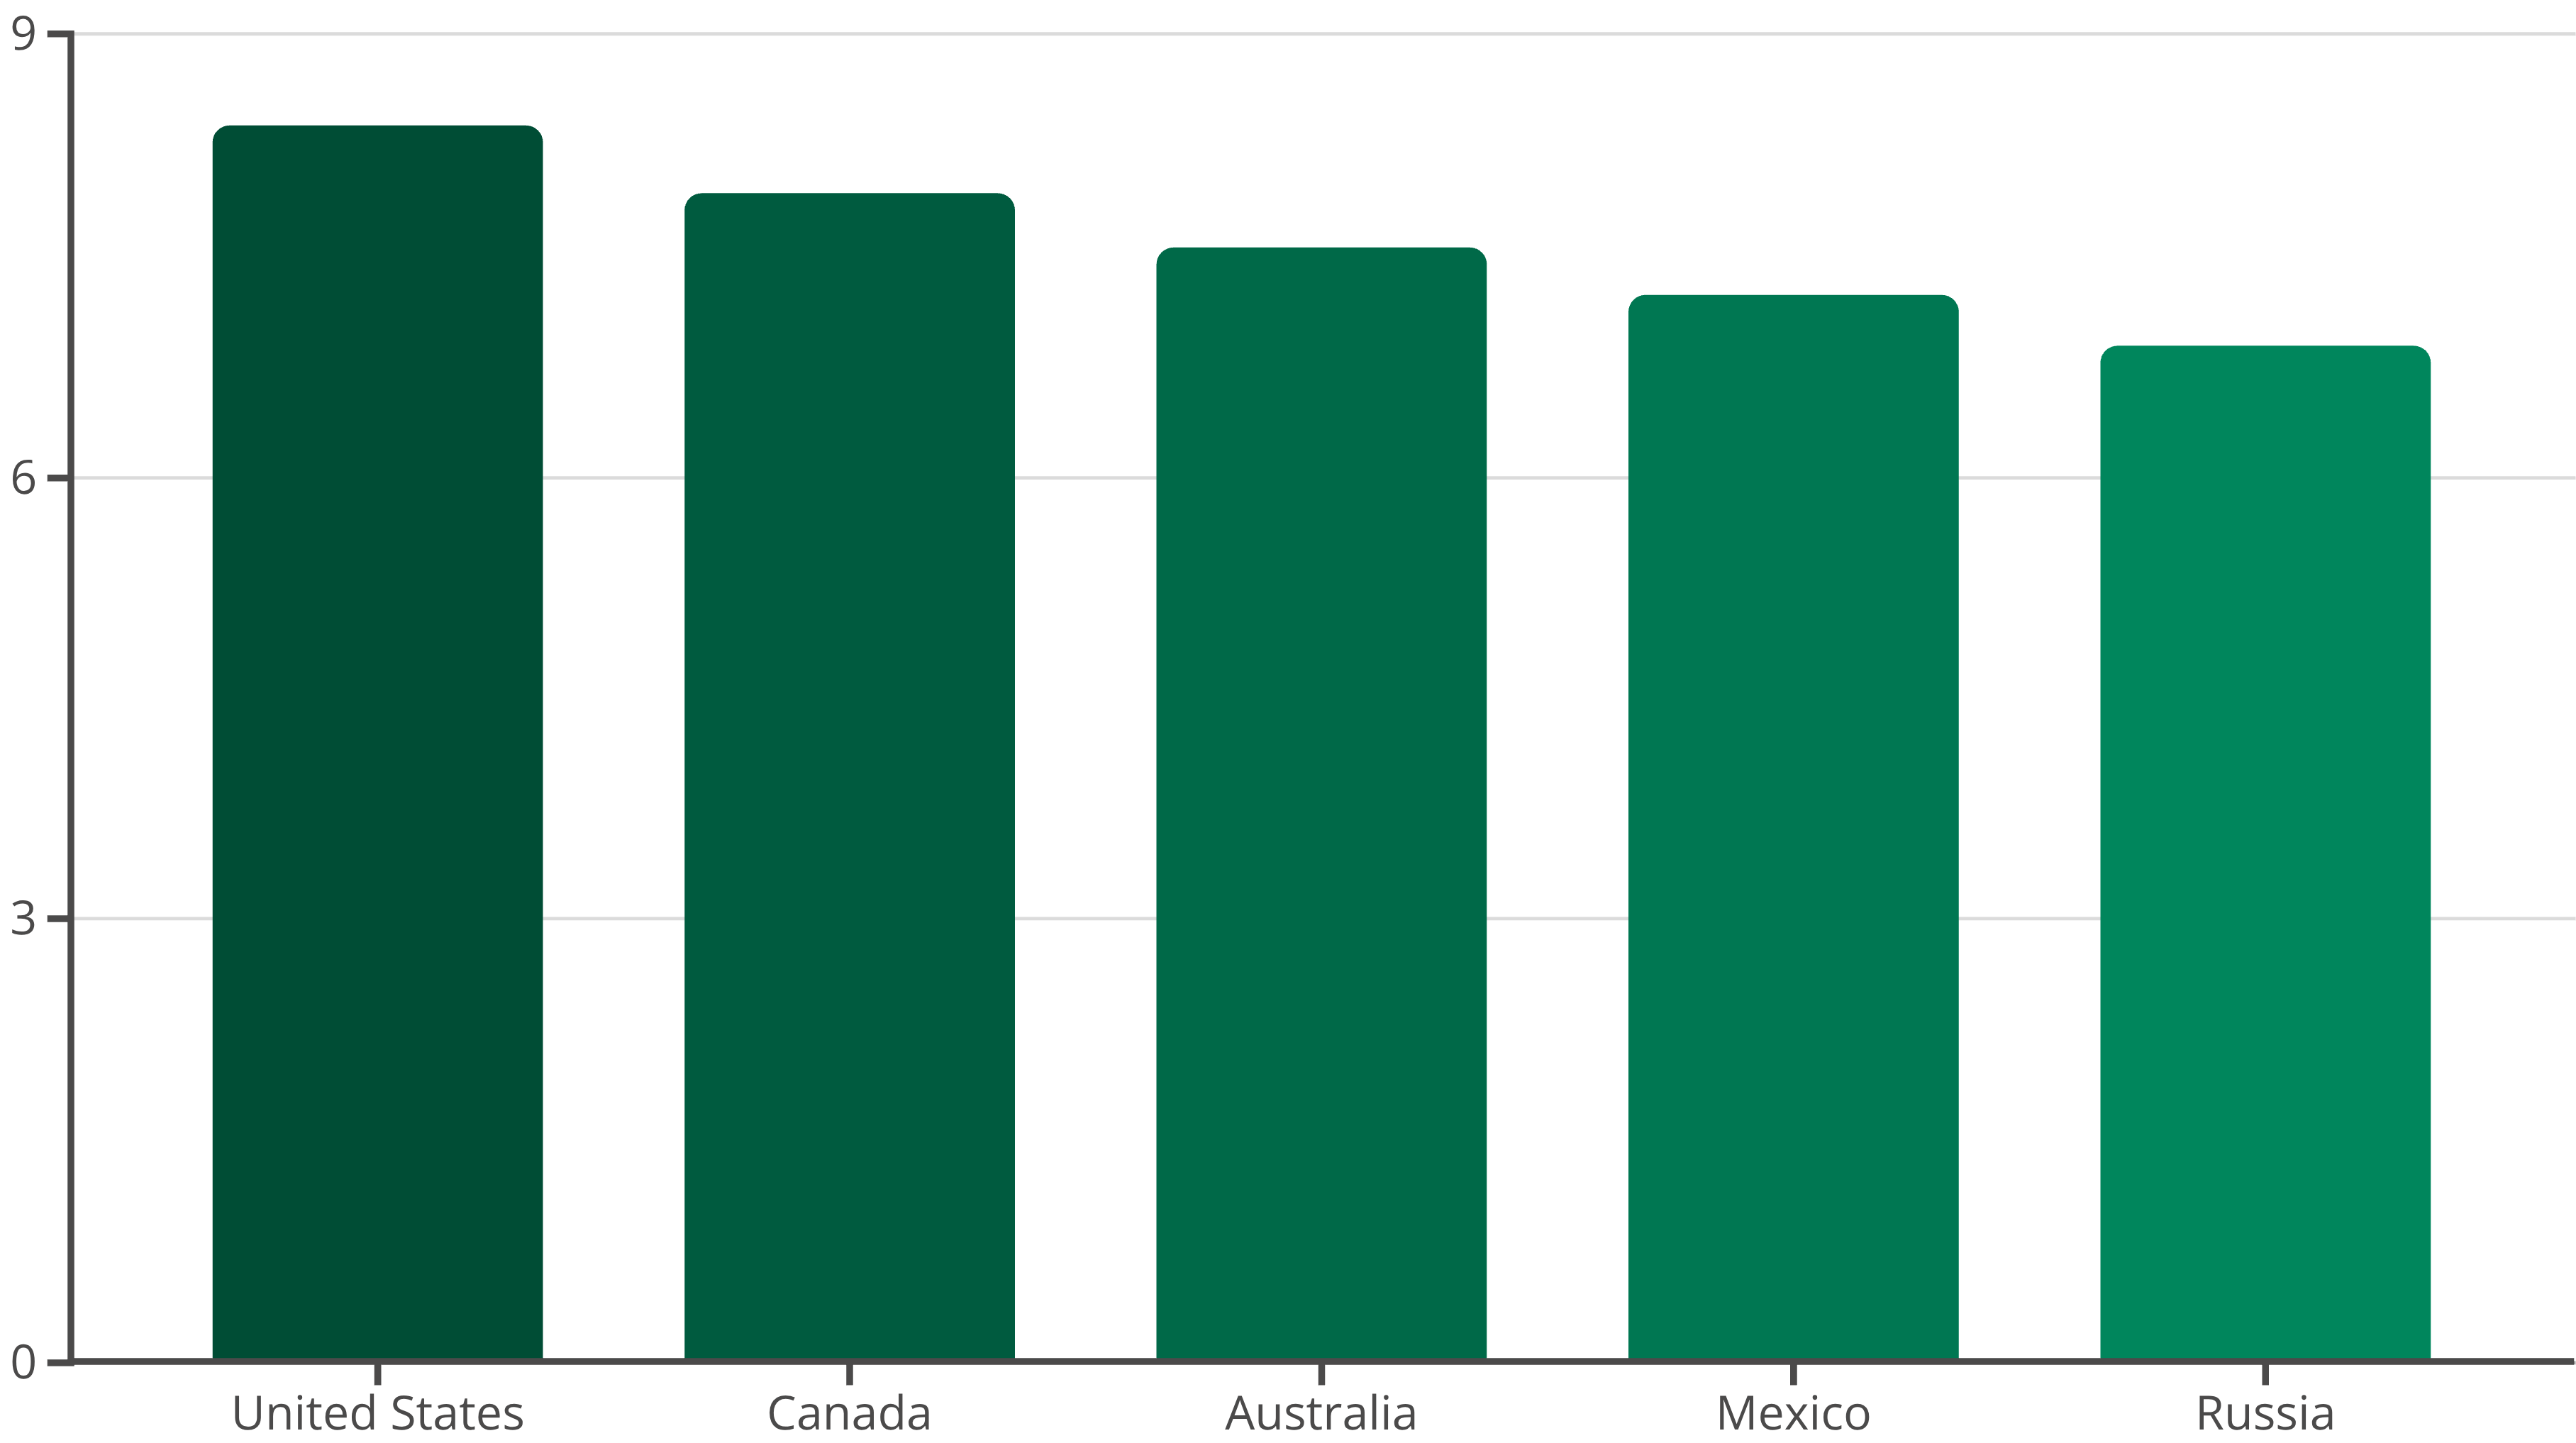 9
6
3
0
United States
Canada
Australia
Mexico
Russia